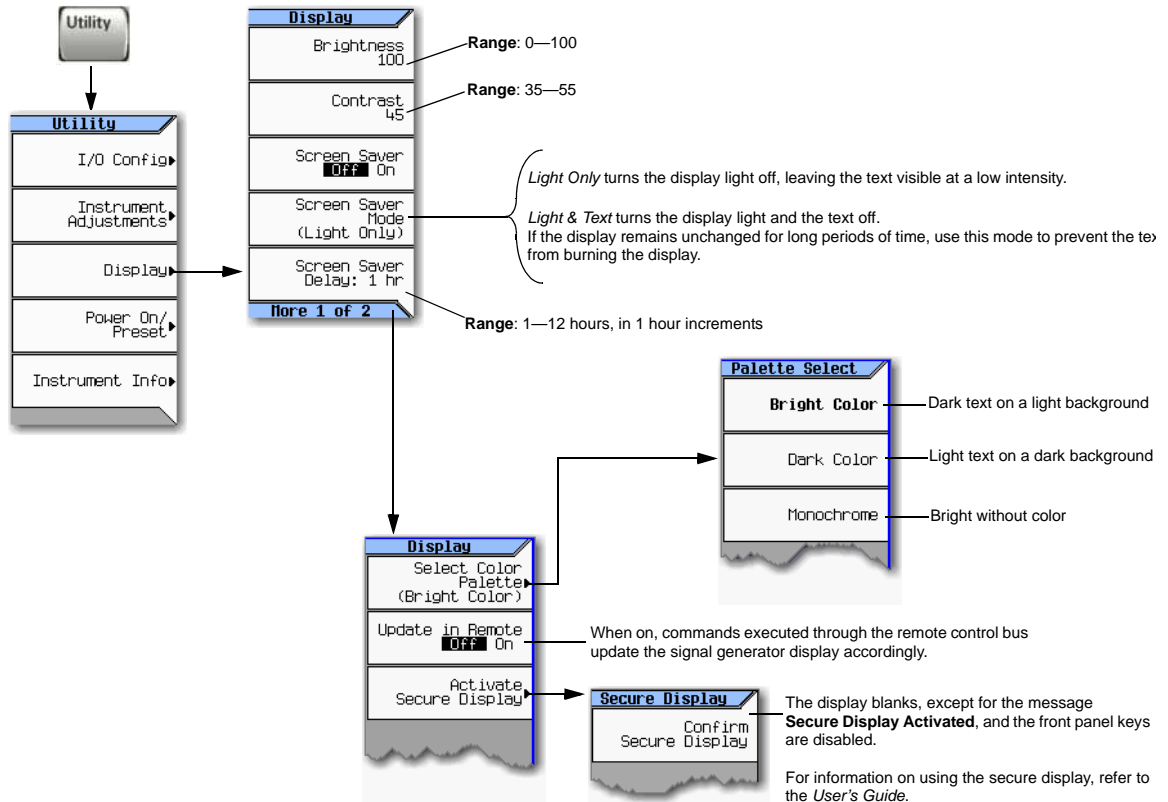 Utility
Utility
I/O Config
Instrument
Adjustments
Display
Power On/
Preset
Instrument Info
Display
Brightness
100
Contrast
45
Screen Saver
Off On
Screen Saver
Mode
(Light Only)
Screen Saver
Delay: 1 hr
More 1 of 2
Range: 0—100
Range: 35—55
Light Only turns the display light off, leaving the text visible at a low intensity.
Light & Text turns the display light and the text off.
If the display remains unchanged for long periods of time, use this mode to prevent the tex
from burning the display.
Range: 1—12 hours, in 1 hour increments
Palette Select
Bright Color
Dark Color
Monochrome
Dark text on a light background
Light text on a dark background
Bright without color
Display
Select Color
Palette
(Bright Color)
Update in Remote
Off On
Activate
Secure Display
When on, commands executed through the remote control bus
update the signal generator display accordingly.
Secure Display
Confirm
Secure Display
The display blanks, except for the message
Secure Display Activated, and the front panel keys
are disabled.
For information on using the secure display, refer to
the User's Guide.